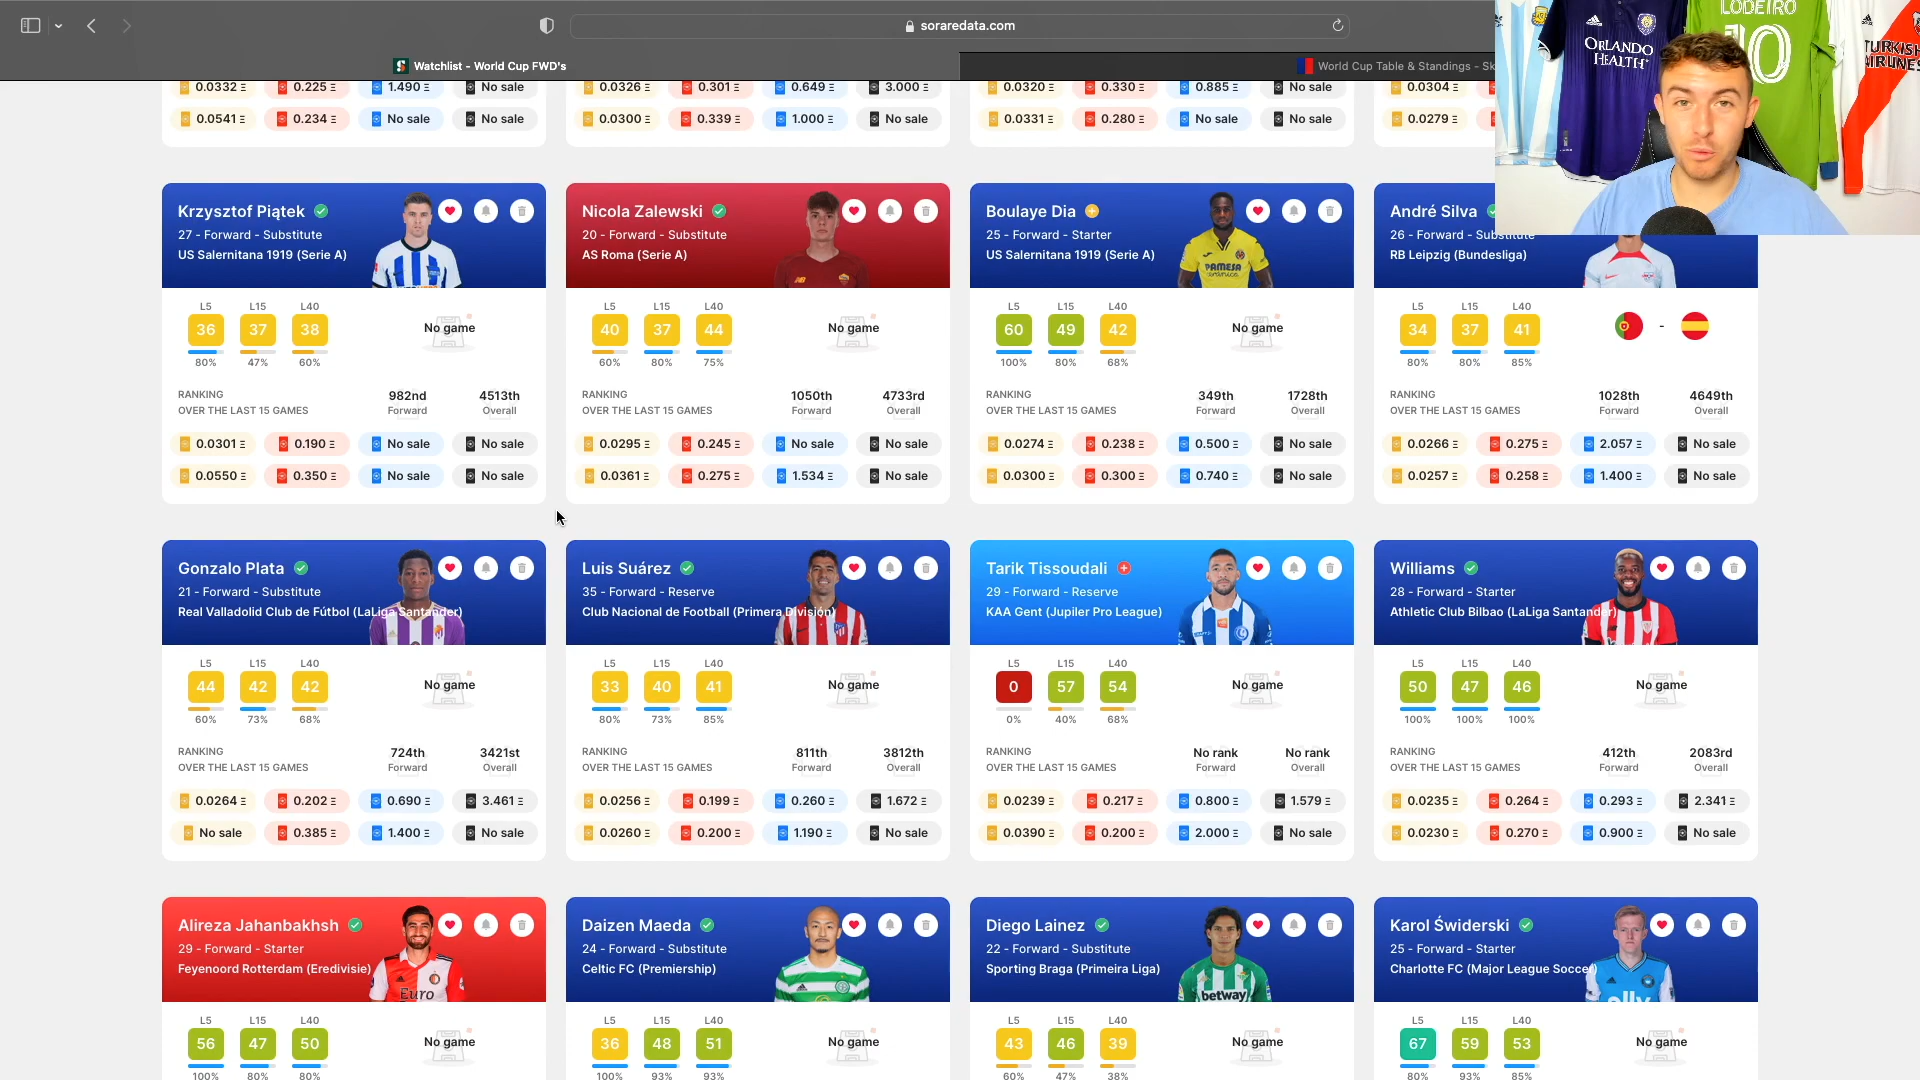 soraredata.com
Watchlist - World Cup FWD's
World Cup Table & Standings - Sk
LODEIRO
10
ORLANDO
HEALTH
TURKISH
AIRLINES
0.0332 Ξ 0.225 Ξ 1.490 Ξ No sale 0.0326 Ξ 0.301 Ξ 0.649 Ξ 3.000 Ξ 0.0320 Ξ 0.330 Ξ 0.885 Ξ No sale 0.0304 Ξ
0.0541 Ξ 0.234 Ξ No sale No sale 0.0300 Ξ 0.339 Ξ 1.000 Ξ No sale 0.0331 Ξ 0.280 Ξ No sale No sale 0.0279 Ξ
Krzysztof Piątek
27 - Forward - Substitute
US Salernitana 1919 (Serie A)
L5 L15 L40
36 37 38
80% 47% 60%
No game
RANKING 982nd 4513th
OVER THE LAST 15 GAMES Forward Overall
0.0301 Ξ 0.190 Ξ No sale No sale
0.0550 Ξ 0.350 Ξ No sale No sale
Nicola Zalewski
20 - Forward - Substitute
AS Roma (Serie A)
L5 L15 L40
40 37 44
60% 80% 75%
No game
RANKING 1050th 4733rd
OVER THE LAST 15 GAMES Forward Overall
0.0295 Ξ 0.245 Ξ No sale No sale
0.0361 Ξ 0.275 Ξ 1.534 Ξ No sale
Boulaye Dia
25 - Forward - Starter
US Salernitana 1919 (Serie A)
PAMESA
L5 L15 L40
60 49 42
100% 80% 68%
No game
RANKING 349th 1728th
OVER THE LAST 15 GAMES Forward Overall
0.0274 Ξ 0.238 Ξ 0.500 Ξ No sale
0.0300 Ξ 0.300 Ξ 0.740 Ξ No sale
André Silva
26 - Forward - Substitute
RB Leipzig (Bundesliga)
L5 L15 L40
34 37 41
80% 80% 85%
-
RANKING 1028th 4649th
OVER THE LAST 15 GAMES Forward Overall
0.0266 Ξ 0.275 Ξ 2.057 Ξ No sale
0.0257 Ξ 0.258 Ξ 1.400 Ξ No sale
Gonzalo Plata
21 - Forward - Substitute
Real Valladolid Club de Fútbol (LaLiga Santander)
L5 L15 L40
44 42 42
60% 73% 68%
No game
RANKING 724th 3421st
OVER THE LAST 15 GAMES Forward Overall
0.0264 Ξ 0.202 Ξ 0.690 Ξ 3.461 Ξ
No sale 0.385 Ξ 1.400 Ξ No sale
Luis Suárez
35 - Forward - Reserve
Club Nacional de Football (Primera División)
L5 L15 L40
33 40 41
80% 73% 85%
No game
RANKING 811th 3812th
OVER THE LAST 15 GAMES Forward Overall
0.0256 Ξ 0.199 Ξ 0.260 Ξ 1.672 Ξ
0.0260 Ξ 0.200 Ξ 1.190 Ξ No sale
Tarik Tissoudali
29 - Forward - Reserve
KAA Gent (Jupiler Pro League)
L5 L15 L40
0 57 54
0% 40% 68%
No game
RANKING No rank No rank
OVER THE LAST 15 GAMES Forward Overall
0.0239 Ξ 0.217 Ξ 0.800 Ξ 1.579 Ξ
0.0390 Ξ 0.200 Ξ 2.000 Ξ No sale
Williams
28 - Forward - Starter
Athletic Club Bilbao (LaLiga Santander)
L5 L15 L40
50 47 46
100% 100% 100%
No game
RANKING 412th 2083rd
OVER THE LAST 15 GAMES Forward Overall
0.0235 Ξ 0.264 Ξ 0.293 Ξ 2.341 Ξ
0.0230 Ξ 0.270 Ξ 0.900 Ξ No sale
Alireza Jahanbakhsh
29 - Forward - Starter
Feyenoord Rotterdam (Eredivisie)
Euro
L5 L15 L40
56 47 50
100% 80% 80%
No game
Daizen Maeda
24 - Forward - Substitute
Celtic FC (Premiership)
L5 L15 L40
36 48 51
100% 93% 93%
No game
Diego Lainez
22 - Forward - Substitute
Sporting Braga (Primeira Liga)
betway
L5 L15 L40
43 46 39
60% 47% 38%
No game
Karol Świderski
25 - Forward - Starter
Charlotte FC (Major League Soccer)
ally
L5 L15 L40
67 59 53
80% 93% 85%
No game